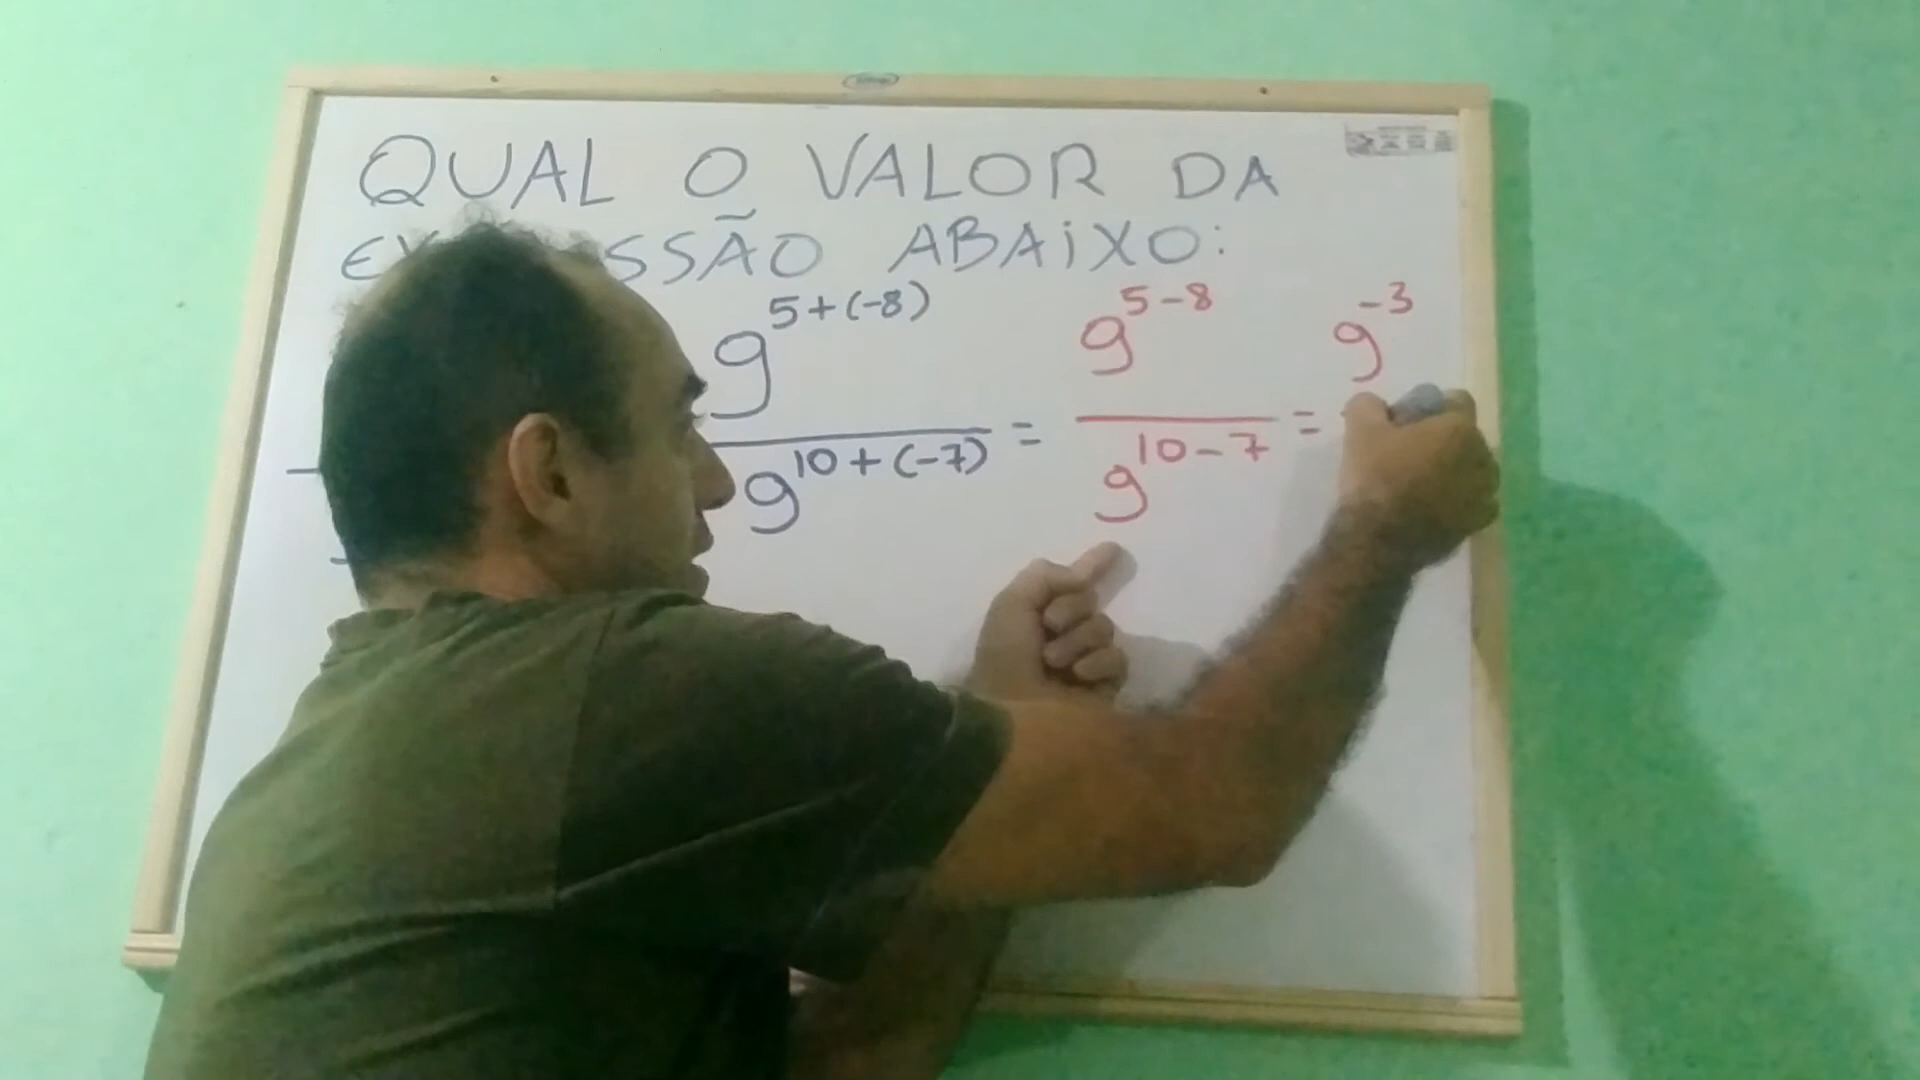 QUAL O VALOR DA
SSÃO ABAIXO:
9^5+(-8) / 9^10+(-7) = 9^5-8 / 9^10-7 = 9^-3